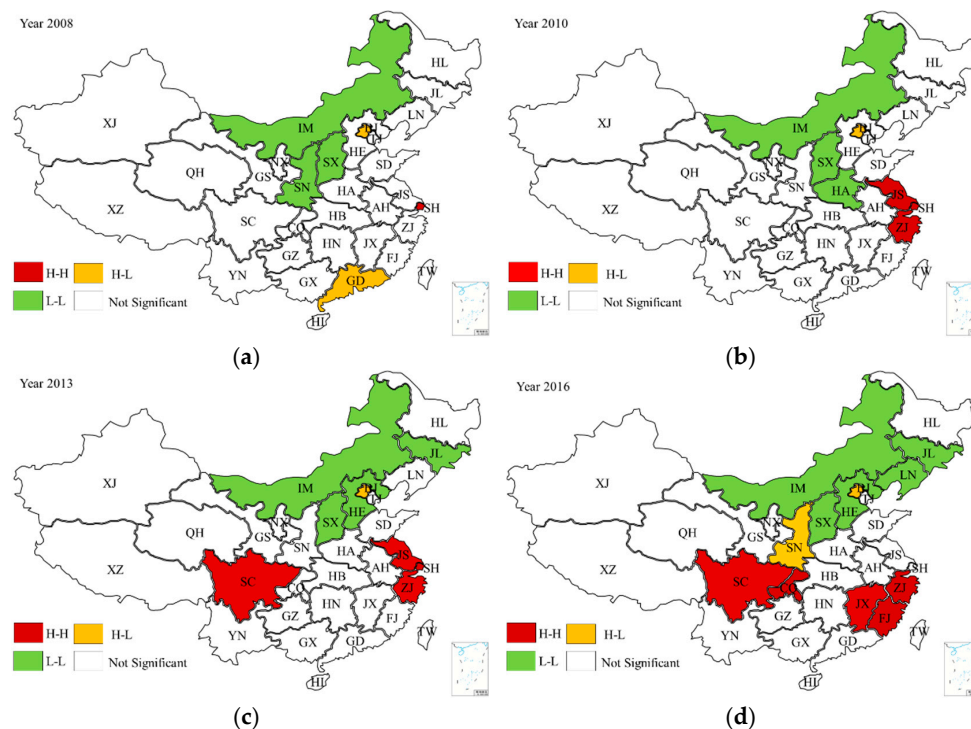 Year 2008
HL
JL
LN
XJ
IM
BJ
TJ
HE
NX
SX
SD
QH
GS
SN
HA
JS
XZ
SC
CQ
HB
AH
SH
ZJ
HN
JX
GZ
FJ
YN
GX
GD
TW
HI
H-H
H-L
L-L
Not Significant
(a)
Year 2010
HL
JL
LN
XJ
IM
BJ
TJ
HE
NX
SX
SD
QH
GS
SN
HA
JS
XZ
SC
CQ
HB
AH
SH
ZJ
HN
JX
GZ
FJ
YN
GX
GD
TW
HI
H-H
H-L
L-L
Not Significant
(b)
Year 2013
HL
JL
LN
XJ
IM
BJ
TJ
HE
NX
SX
SD
QH
GS
SN
HA
JS
XZ
SC
CQ
HB
AH
SH
ZJ
HN
JX
GZ
FJ
YN
GX
GD
TW
HI
H-H
H-L
L-L
Not Significant
(c)
Year 2016
HL
JL
LN
XJ
IM
BJ
TJ
HE
NX
SX
SD
QH
GS
SN
HA
JS
XZ
SC
CQ
HB
AH
SH
ZJ
HN
JX
GZ
FJ
YN
GX
GD
TW
HI
H-H
H-L
L-L
Not Significant
(d)